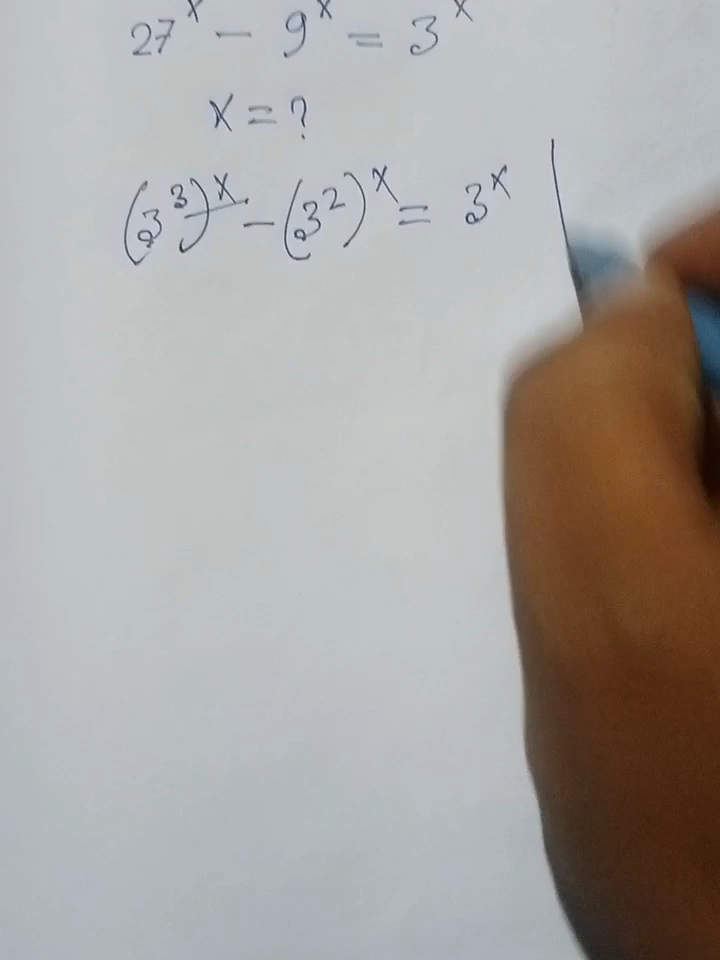 27^x - 9^x = 3^x
x = ?
(3^3)^x - (3^2)^x = 3^x